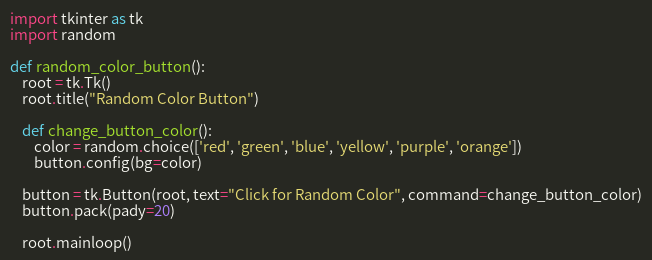 import tkinter as tk
import random

def random_color_button():
    root = tk.Tk()
    root.title("Random Color Button")

    def change_button_color():
        color = random.choice(['red', 'green', 'blue', 'yellow', 'purple', 'orange'])
        button.config(bg=color)

    button = tk.Button(root, text="Click for Random Color", command=change_button_color)
    button.pack(pady=20)

    root.mainloop()